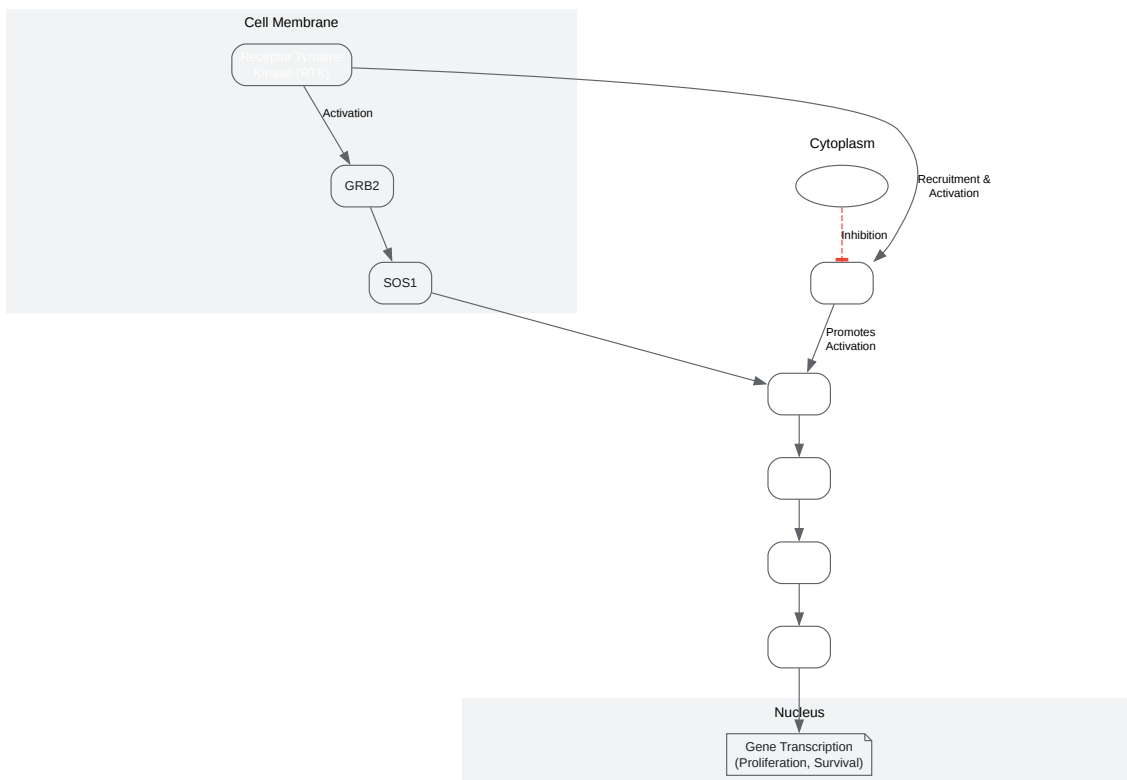 Cell Membrane
Receptor Tyrosine
Kinase (RTK)
Activation
GRB2
SOS1
Cytoplasm
Recruitment &
Activation
Inhibition
Promotes
Activation
Nucleus
Gene Transcription
(Proliferation, Survival)